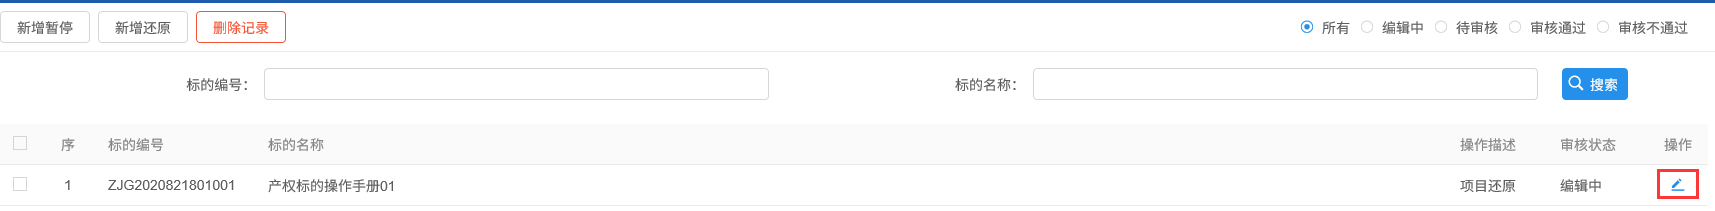 新增暂停 新增还原 删除记录 所有 编辑中 待审核 审核通过 审核不通过
标的编号： 标的名称： 搜索
序 标的编号 标的名称 操作描述 审核状态 操作
1 ZJG2020821801001 产权标的操作手册01 项目还原 编辑中